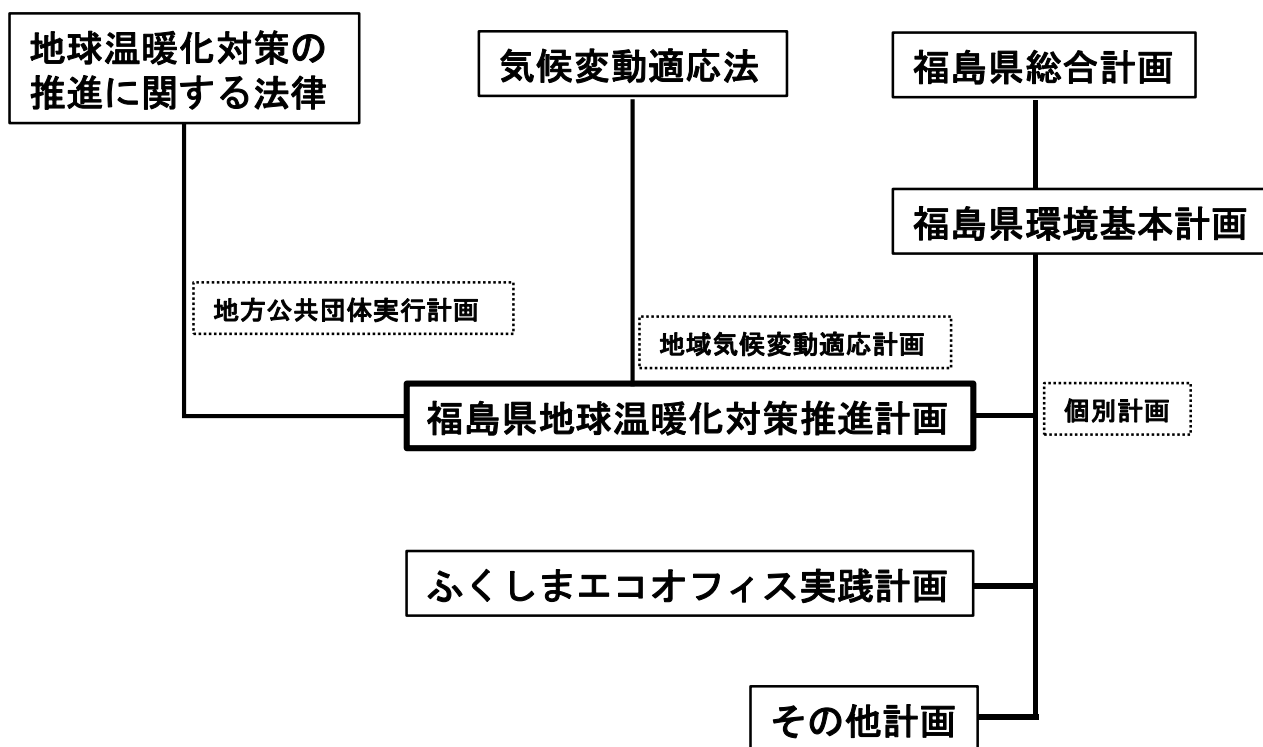 地球温暖化対策の
推進に関する法律
気候変動適応法
福島県総合計画
福島県環境基本計画
地方公共団体実行計画
地域気候変動適応計画
福島県地球温暖化対策推進計画
個別計画
ふくしまエコオフィス実践計画
その他計画